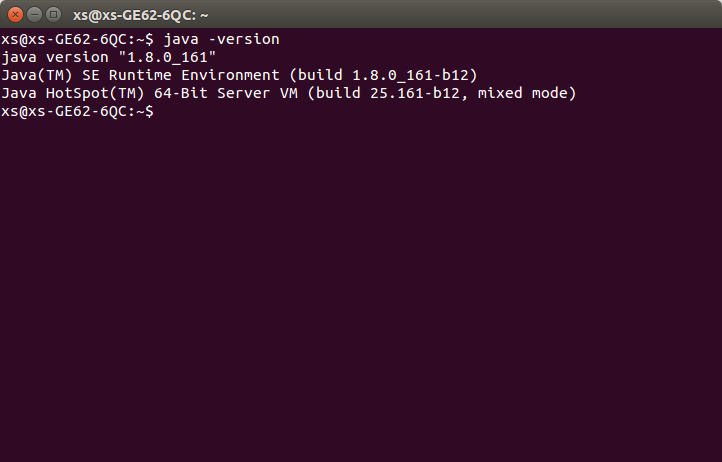 xs@xs-GE62-6QC: ~
xs@xs-GE62-6QC:~$ java -version
java version "1.8.0_161"
Java(TM) SE Runtime Environment (build 1.8.0_161-b12)
Java HotSpot(TM) 64-Bit Server VM (build 25.161-b12, mixed mode)
xs@xs-GE62-6QC:~$